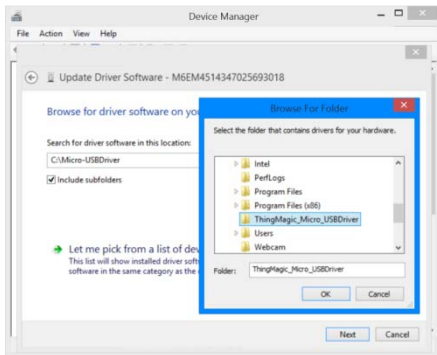 Device Manager
File Action View Help
Update Driver Software - M6EM4514347025693018
Browse for driver software on you
Search for driver software in this location:
C:\Micro-USBDriver
Include subfolders
Let me pick from a list of dev
This list will show installed driver soft
software in the same category as the
Browse For Folder
Select the folder that contains drivers for your hardware.
Intel
PerfLogs
Program Files
Program Files (x86)
ThingMagic_Micro_USBDriver
Users
Webcam
Folder: ThingMagic_Micro_USBDriver
OK Cancel
Next Cancel